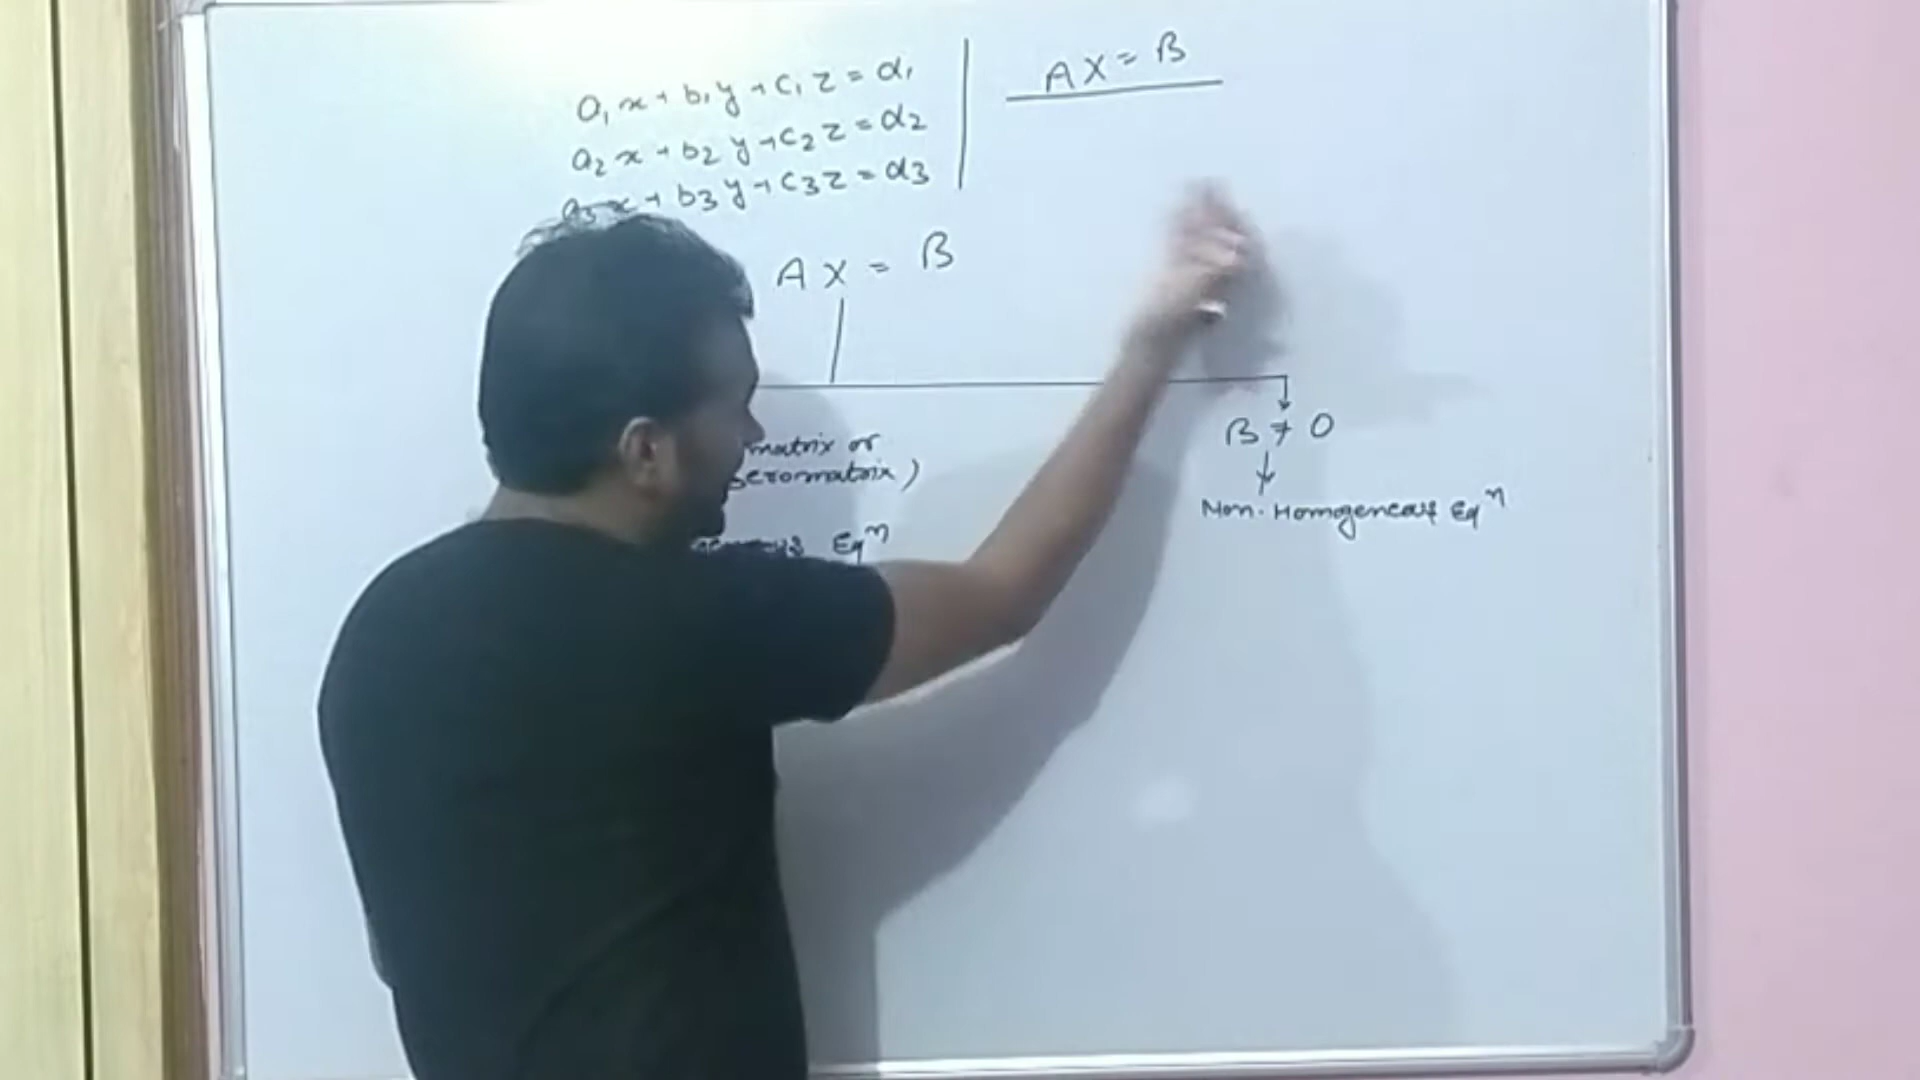 a₁x + b₁y + c₁z = d₁
a₂x + b₂y + c₂z = d₂
a₃x + b₃y + c₃z = d₃
AX = B
AX = B
matrix or
zeromatrix)
Eqⁿ
B ≠ 0
Non-Homogeneous Eqⁿ